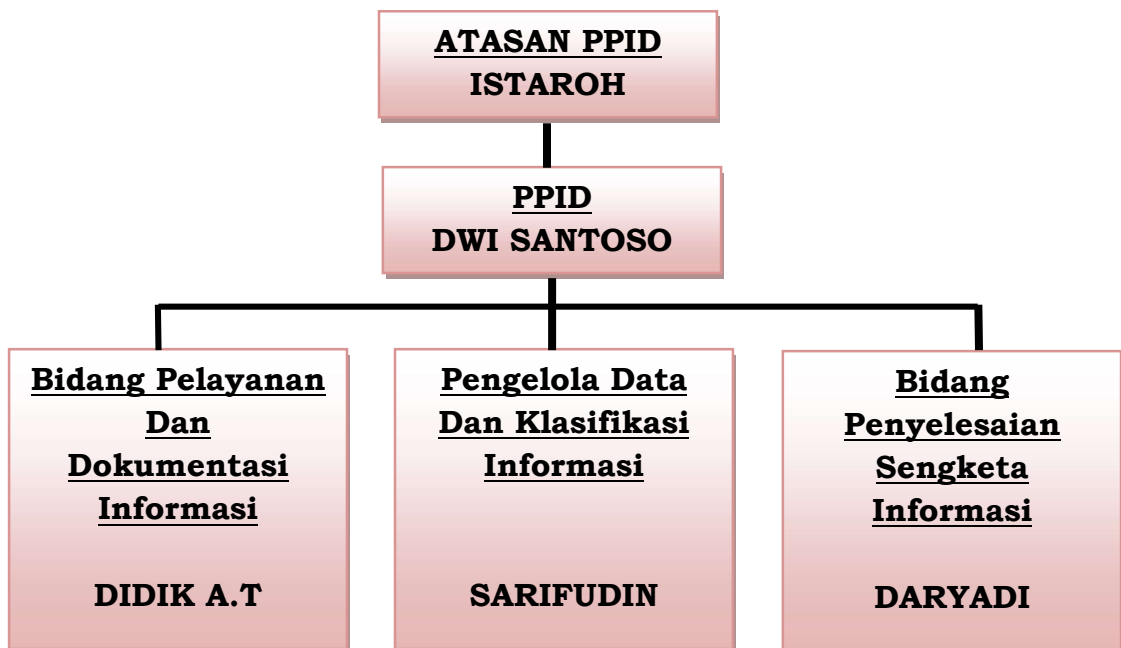 ATASAN PPID
ISTAROH
PPID
DWI SANTOSO
Bidang Pelayanan
Dan
Dokumentasi
Informasi
DIDIK A.T
Pengelola Data
Dan Klasifikasi
Informasi
SARIFUDIN
Bidang
Penyelesaian
Sengketa
Informasi
DARYADI